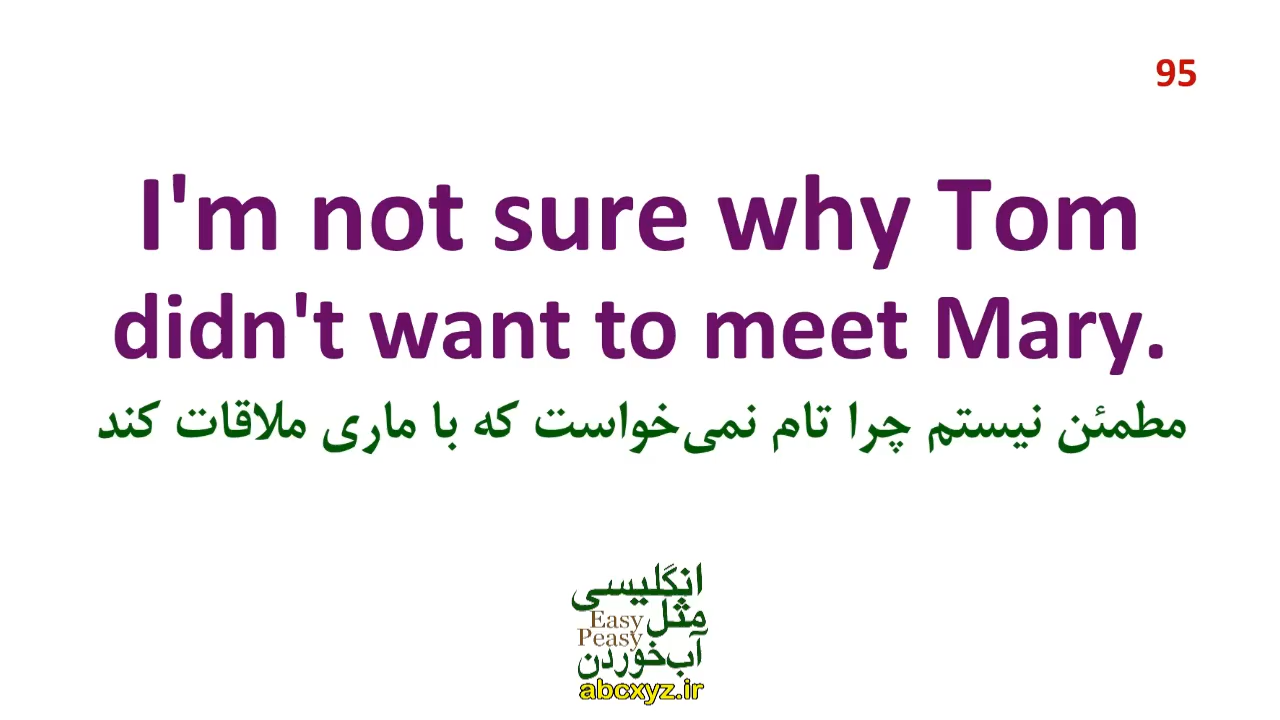 95
I'm not sure why Tom
didn't want to meet Mary.
مطمئن نیستم چرا تام نمی‌خواست که با ماری ملاقات کند
انگلیسی
مثل
Easy
Peasy
آب‌خوردن
abcxyz.ir